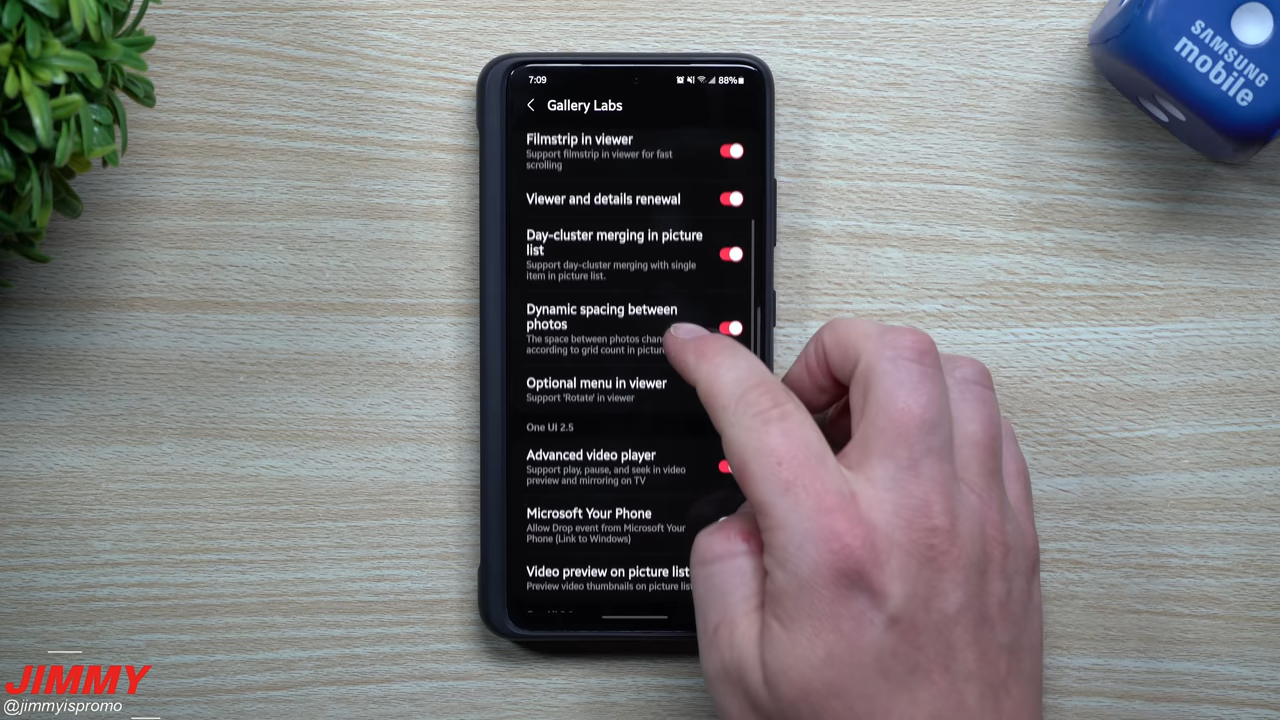 SAMSUNG
mobile
7:09
88%
Gallery Labs
Filmstrip in viewer
Support filmstrip in viewer for fast
scrolling
Viewer and details renewal
Day-cluster merging in picture
list
Support day-cluster merging with single
item in picture list.
Dynamic spacing between
photos
The space between photos
according to grid count in
Optional menu in viewer
Support 'Rotate' in viewer
One UI 2.5
Advanced video player
Support play, pause, and seek in video
preview and mirroring on TV
Microsoft Your Phone
Allow Drop event from Microsoft Your
Phone (Link to Windows)
Video preview on picture list
Preview video thumbnails on picture
JIMMY
@jimmyispromo